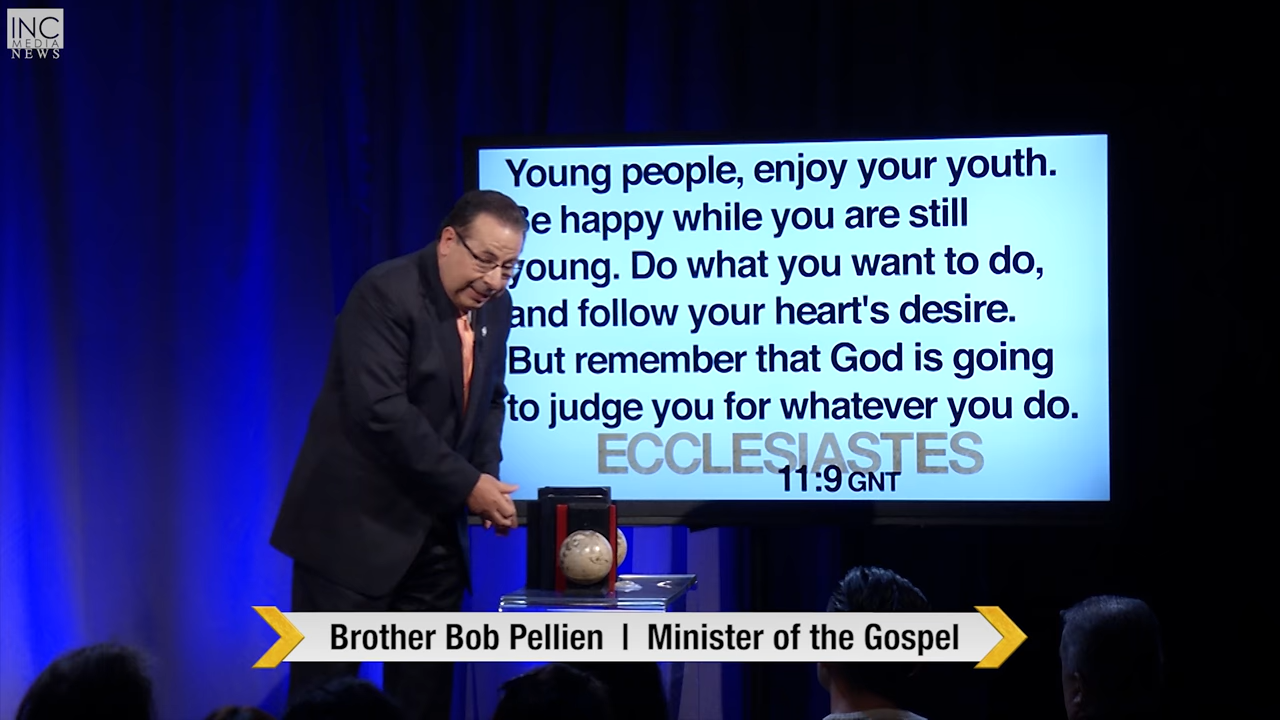 INC
MEDIA
NEWS
Young people, enjoy your youth.
Be happy while you are still
young. Do what you want to do,
and follow your heart's desire.
But remember that God is going
to judge you for whatever you do.
ECCLESIASTES
11:9 GNT
Brother Bob Pellien | Minister of the Gospel